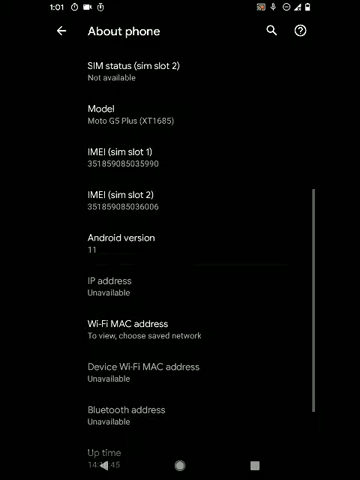 1:01
About phone
SIM status (sim slot 2)
Not available
Model
Moto G5 Plus (XT1685)
IMEI (sim slot 1)
351859085035990
IMEI (sim slot 2)
351859085036006
Android version
11
IP address
Unavailable
Wi-Fi MAC address
To view, choose saved network
Device Wi-Fi MAC address
Unavailable
Bluetooth address
Unavailable
Up time